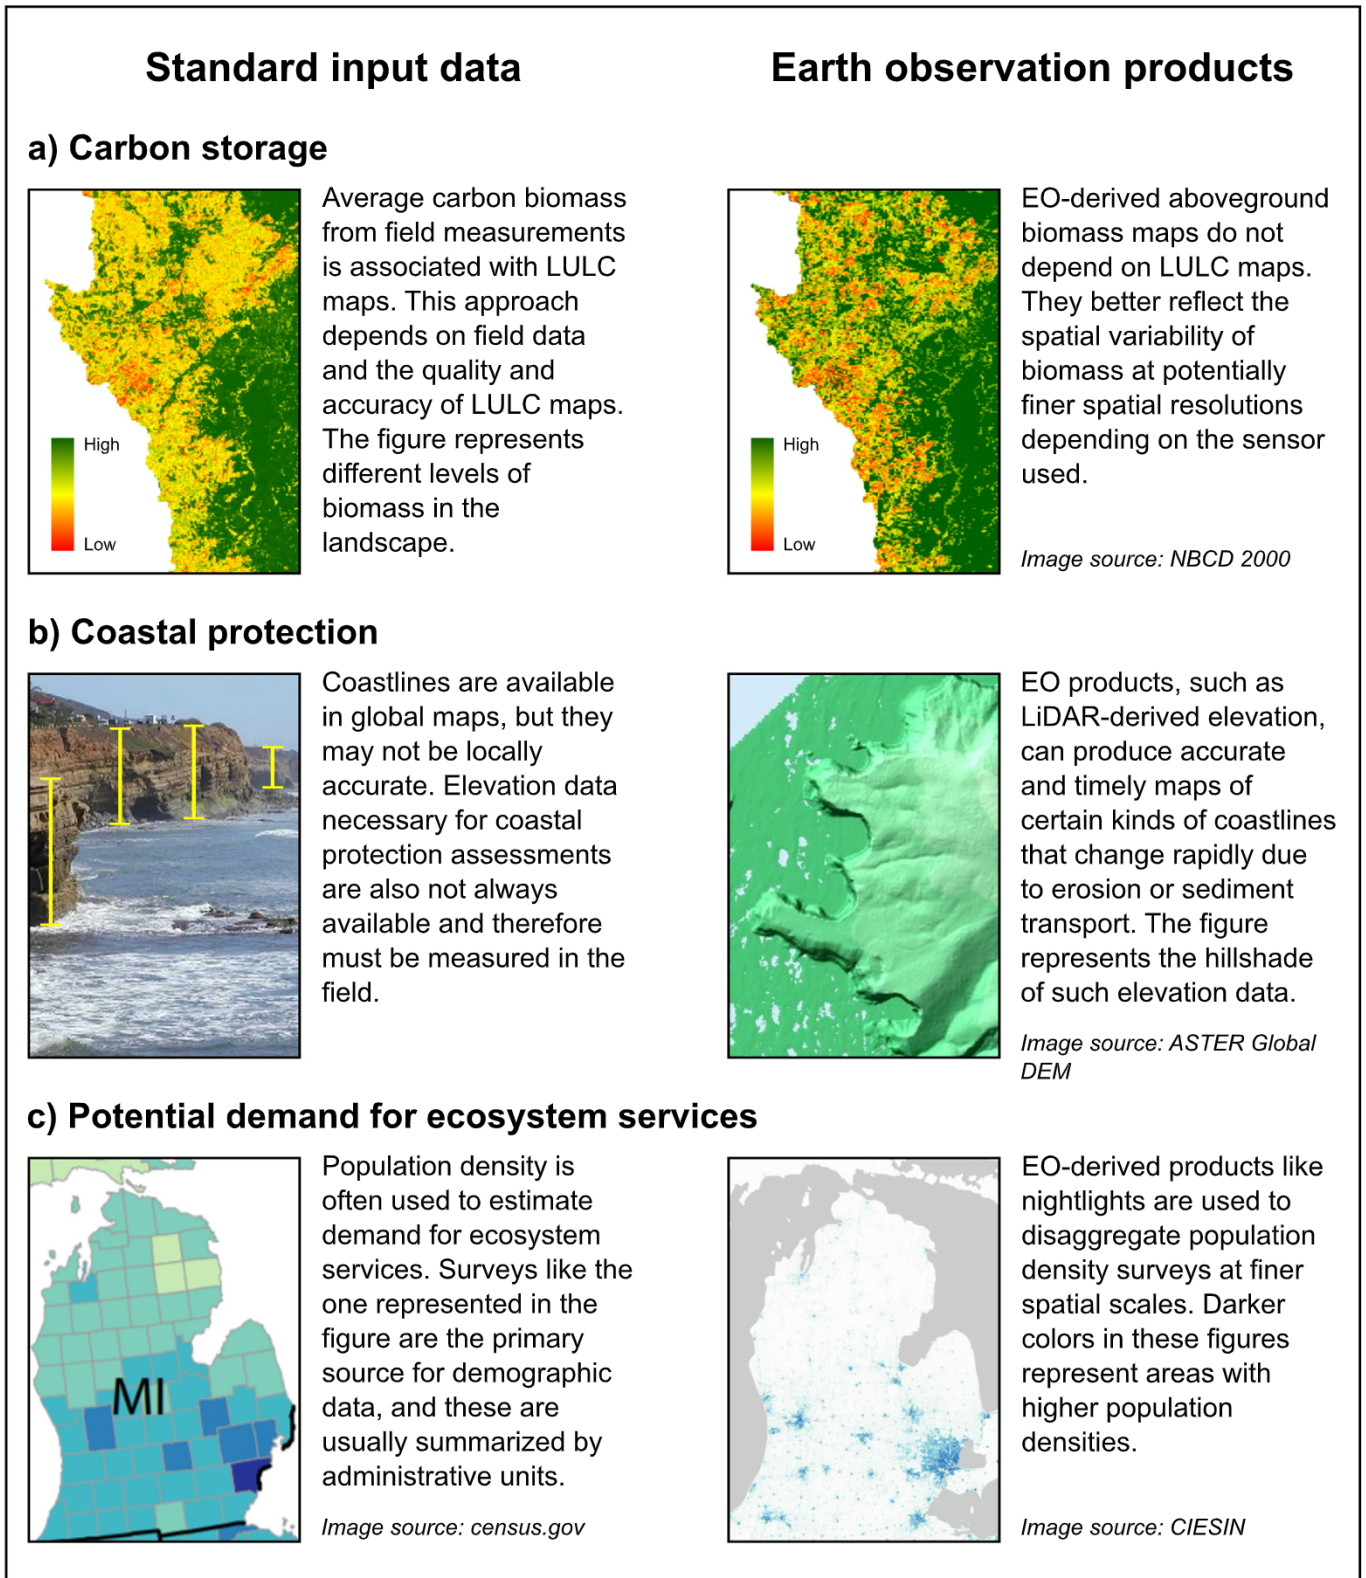 Standard input data
Earth observation products
a) Carbon storage
High
Low
Average carbon biomass
from field measurements
is associated with LULC
maps. This approach
depends on field data
and the quality and
accuracy of LULC maps.
The figure represents
different levels of
biomass in the
landscape.
High
Low
EO-derived aboveground
biomass maps do not
depend on LULC maps.
They better reflect the
spatial variability of
biomass at potentially
finer spatial resolutions
depending on the sensor
used.
Image source: NBCD 2000
b) Coastal protection
Coastlines are available
in global maps, but they
may not be locally
accurate. Elevation data
necessary for coastal
protection assessments
are also not always
available and therefore
must be measured in the
field.
EO products, such as
LiDAR-derived elevation,
can produce accurate
and timely maps of
certain kinds of coastlines
that change rapidly due
to erosion or sediment
transport. The figure
represents the hillshade
of such elevation data.
Image source: ASTER Global
DEM
c) Potential demand for ecosystem services
MI
Population density is
often used to estimate
demand for ecosystem
services. Surveys like the
one represented in the
figure are the primary
source for demographic
data, and these are
usually summarized by
administrative units.
Image source: census.gov
EO-derived products like
nightlights are used to
disaggregate population
density surveys at finer
spatial scales. Darker
colors in these figures
represent areas with
higher population
densities.
Image source: CIESIN